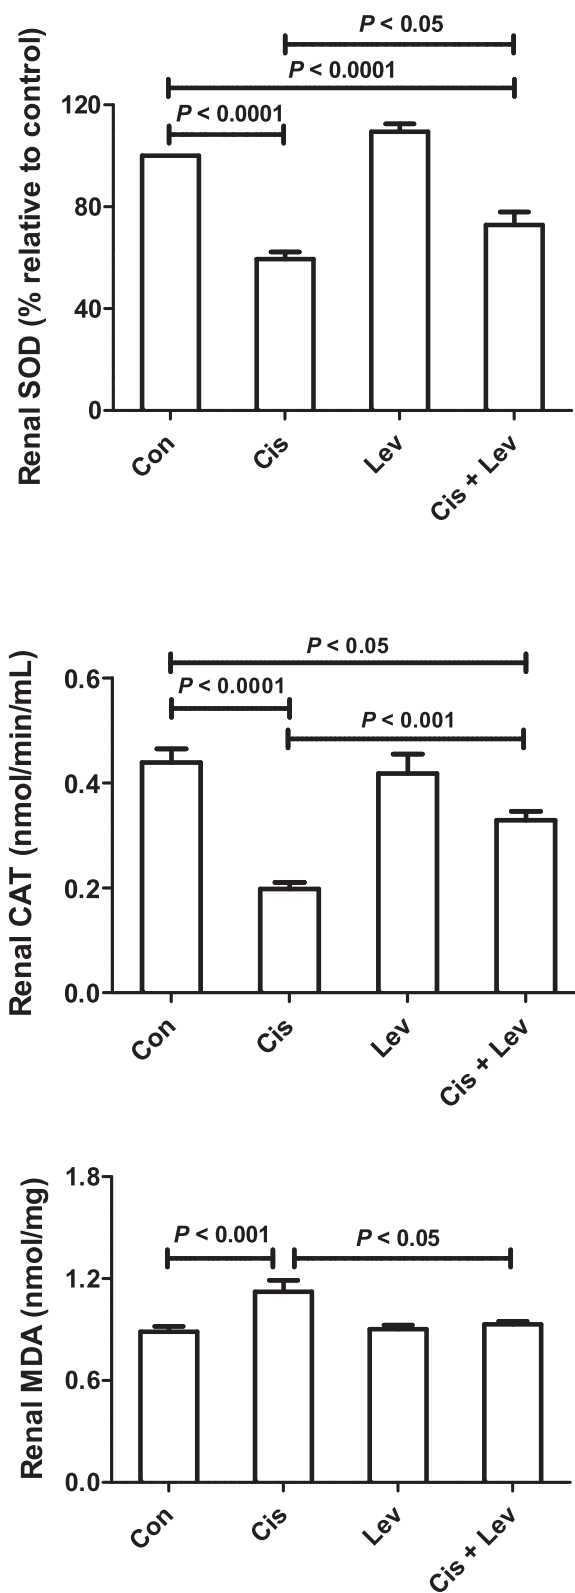 P < 0.05
P < 0.0001
P < 0.0001
Renal SOD (% relative to control)
120
80
40
0
Con
Cis
Lev
Cis + Lev
P < 0.05
P < 0.0001
P < 0.001
Renal CAT (nmol/min/mL)
0.6
0.4
0.2
0.0
Con
Cis
Lev
Cis + Lev
P < 0.001
P < 0.05
Renal MDA (nmol/mg)
1.8
1.2
0.6
0.0
Con
Cis
Lev
Cis + Lev